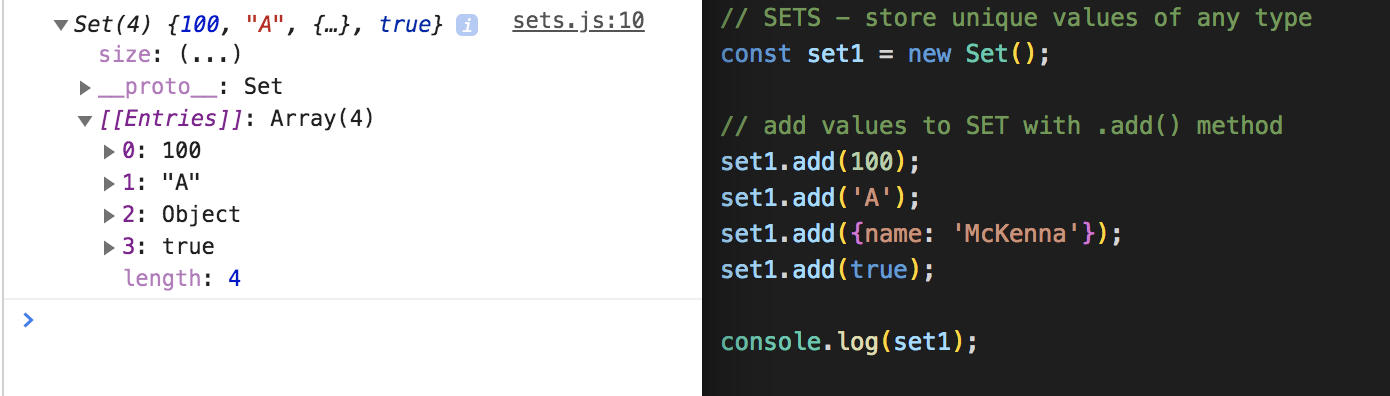 Set(4) {100, "A", {…}, true} i sets.js:10
size: (...)
__proto__: Set
[[Entries]]: Array(4)
0: 100
1: "A"
2: Object
3: true
length: 4
>
// SETS - store unique values of any type
const set1 = new Set();
// add values to SET with .add() method
set1.add(100);
set1.add('A');
set1.add({name: 'McKenna'});
set1.add(true);
console.log(set1);